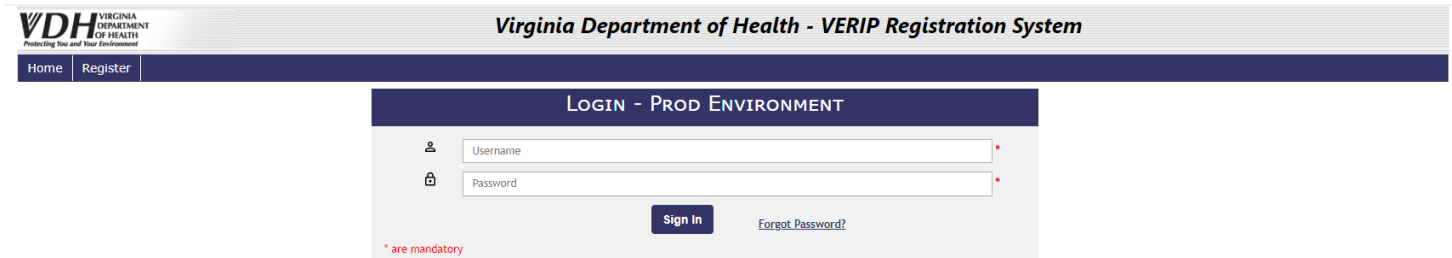 VDH VIRGINIA
DEPARTMENT
OF HEALTH
Protecting You and Your Environment
Virginia Department of Health - VERIP Registration System
Home Register
Login - Prod Environment
Username *
Password *
Sign In Forgot Password?
* are mandatory